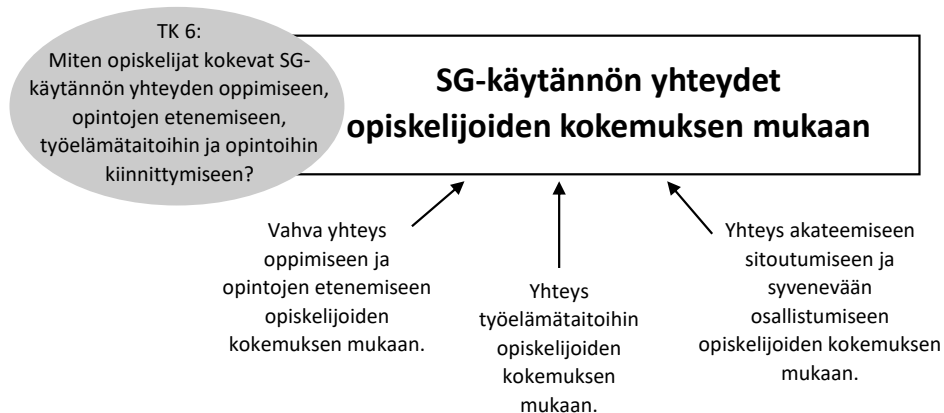 TK 6:
Miten opiskelijat kokevat SG-
käytännön yhteyden oppimiseen,
opintojen etenemiseen,
työelämätaitoihin ja opintoihin
kiinnittymiseen?
SG-käytännön yhteydet
opiskelijoiden kokemuksen mukaan
Vahva yhteys
oppimiseen ja
opintojen etenemiseen
opiskelijoiden
kokemuksen mukaan.
Yhteys
työelämätaitoihin
opiskelijoiden
kokemuksen
mukaan.
Yhteys akateemiseen
sitoutumiseen ja
syvenevään
osallistumiseen
opiskelijoiden kokemuksen
mukaan.